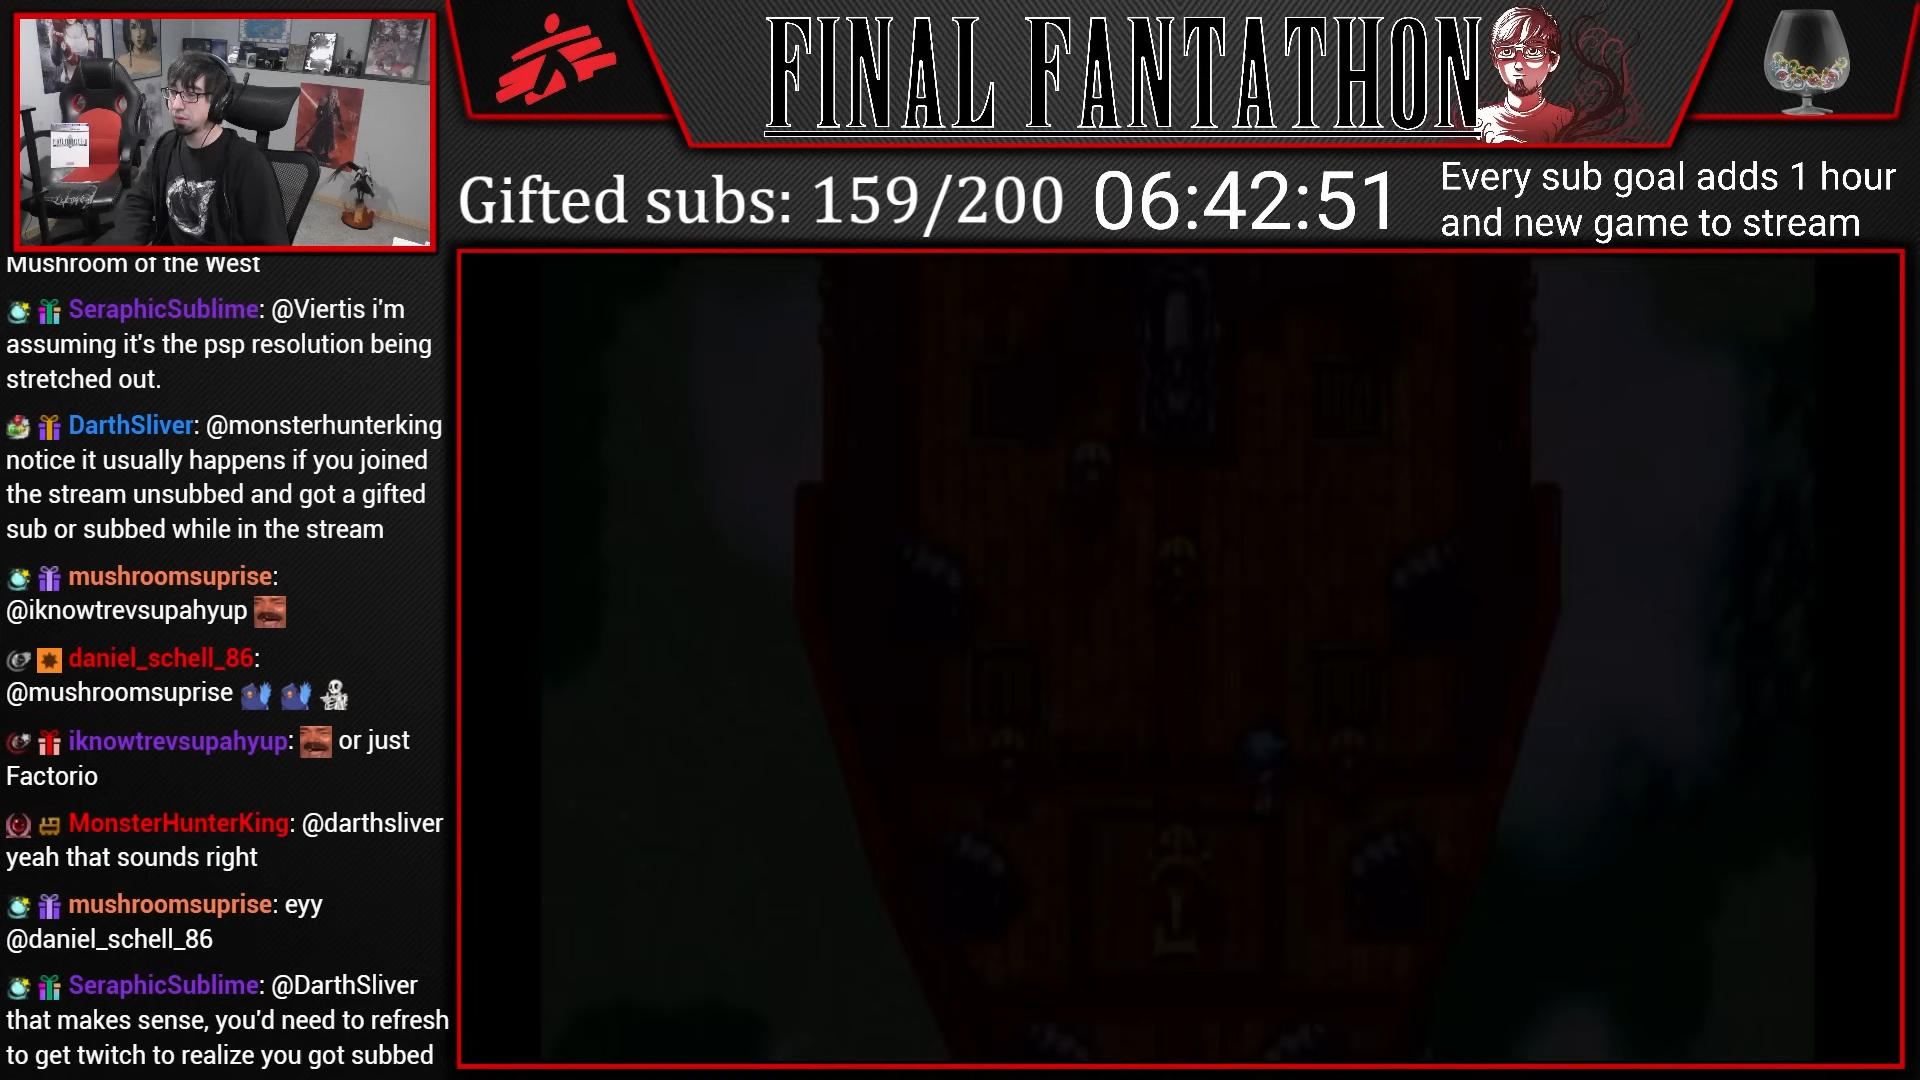 FINAL FANTATHON
Gifted subs: 159/200
06:42:51
Every sub goal adds 1 hour
and new game to stream
Mushroom of the West
SeraphicSublime: @Viertis i'm
assuming it's the psp resolution being
stretched out.
DarthSliver: @monsterhunterking
notice it usually happens if you joined
the stream unsubbed and got a gifted
sub or subbed while in the stream
mushroomsuprise:
@iknowtrevsupahyup
daniel_schell_86:
@mushroomsuprise
iknowtrevsupahyup: or just
Factorio
MonsterHunterKing: @darthsliver
yeah that sounds right
mushroomsuprise: eyy
@daniel_schell_86
SeraphicSublime: @DarthSliver
that makes sense, you'd need to refresh
to get twitch to realize you got subbed